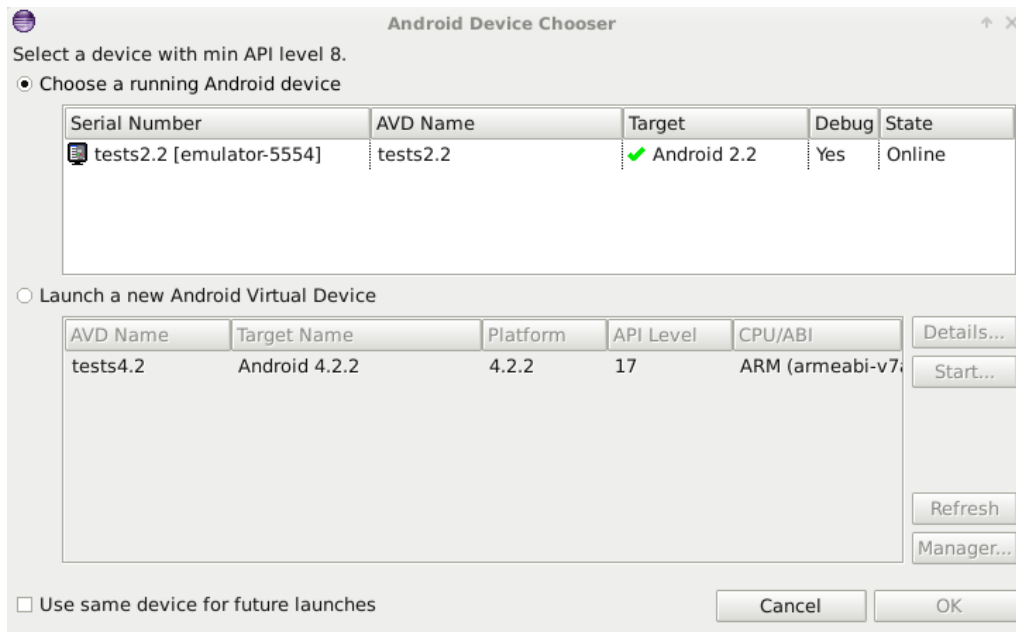 Android Device Chooser
Select a device with min API level 8.
Choose a running Android device
Serial Number AVD Name Target Debug State
tests2.2 [emulator-5554] tests2.2 Android 2.2 Yes Online
Launch a new Android Virtual Device
AVD Name Target Name Platform API Level CPU/ABI Details...
tests4.2 Android 4.2.2 4.2.2 17 ARM (armeabi-v7a Start...
Refresh
Manager...
Use same device for future launches Cancel OK